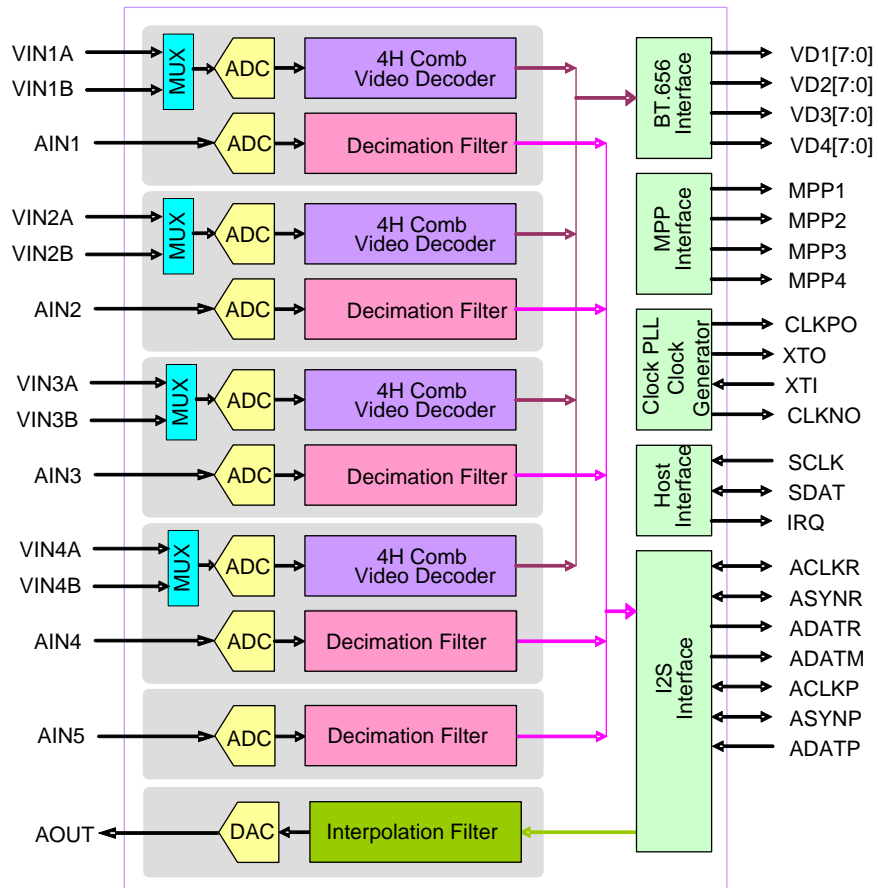 VIN1A
VIN1B
MUX
ADC
4H Comb
Video Decoder
AIN1
ADC
Decimation Filter
VIN2A
VIN2B
MUX
ADC
4H Comb
Video Decoder
AIN2
ADC
Decimation Filter
VIN3A
VIN3B
MUX
ADC
4H Comb
Video Decoder
AIN3
ADC
Decimation Filter
VIN4A
VIN4B
MUX
ADC
4H Comb
Video Decoder
AIN4
ADC
Decimation Filter
AIN5
ADC
Decimation Filter
AOUT
DAC
Interpolation Filter
BT.656
Interface
VD1[7:0]
VD2[7:0]
VD3[7:0]
VD4[7:0]
MPP
Interface
MPP1
MPP2
MPP3
MPP4
Clock PLL
Clock
Generator
CLKPO
XTO
XTI
CLKNO
Host
Interface
SCLK
SDAT
IRQ
I2S
Interface
ACLKR
ASYNR
ADATR
ADATM
ACLKP
ASYNP
ADATP